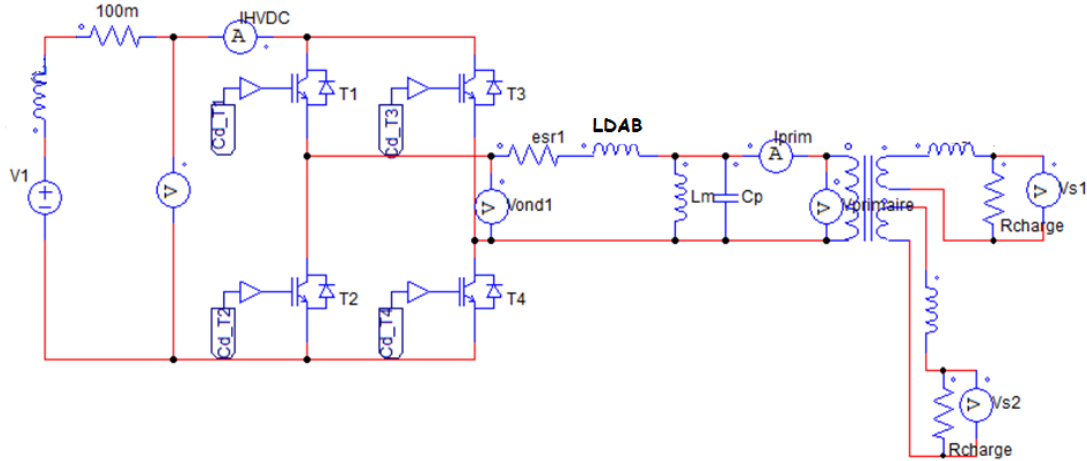 100m
IHVDC
A
Cd_T1
T1
Cd_T3
T3
esr1
LDAB
Iprim
A
V1
V
V
Vond1
Lm
Cp
V
Vprimaire
V
Vs1
Rcharge
Cd_T2
T2
Cd_T4
T4
V
Vs2
Rcharge